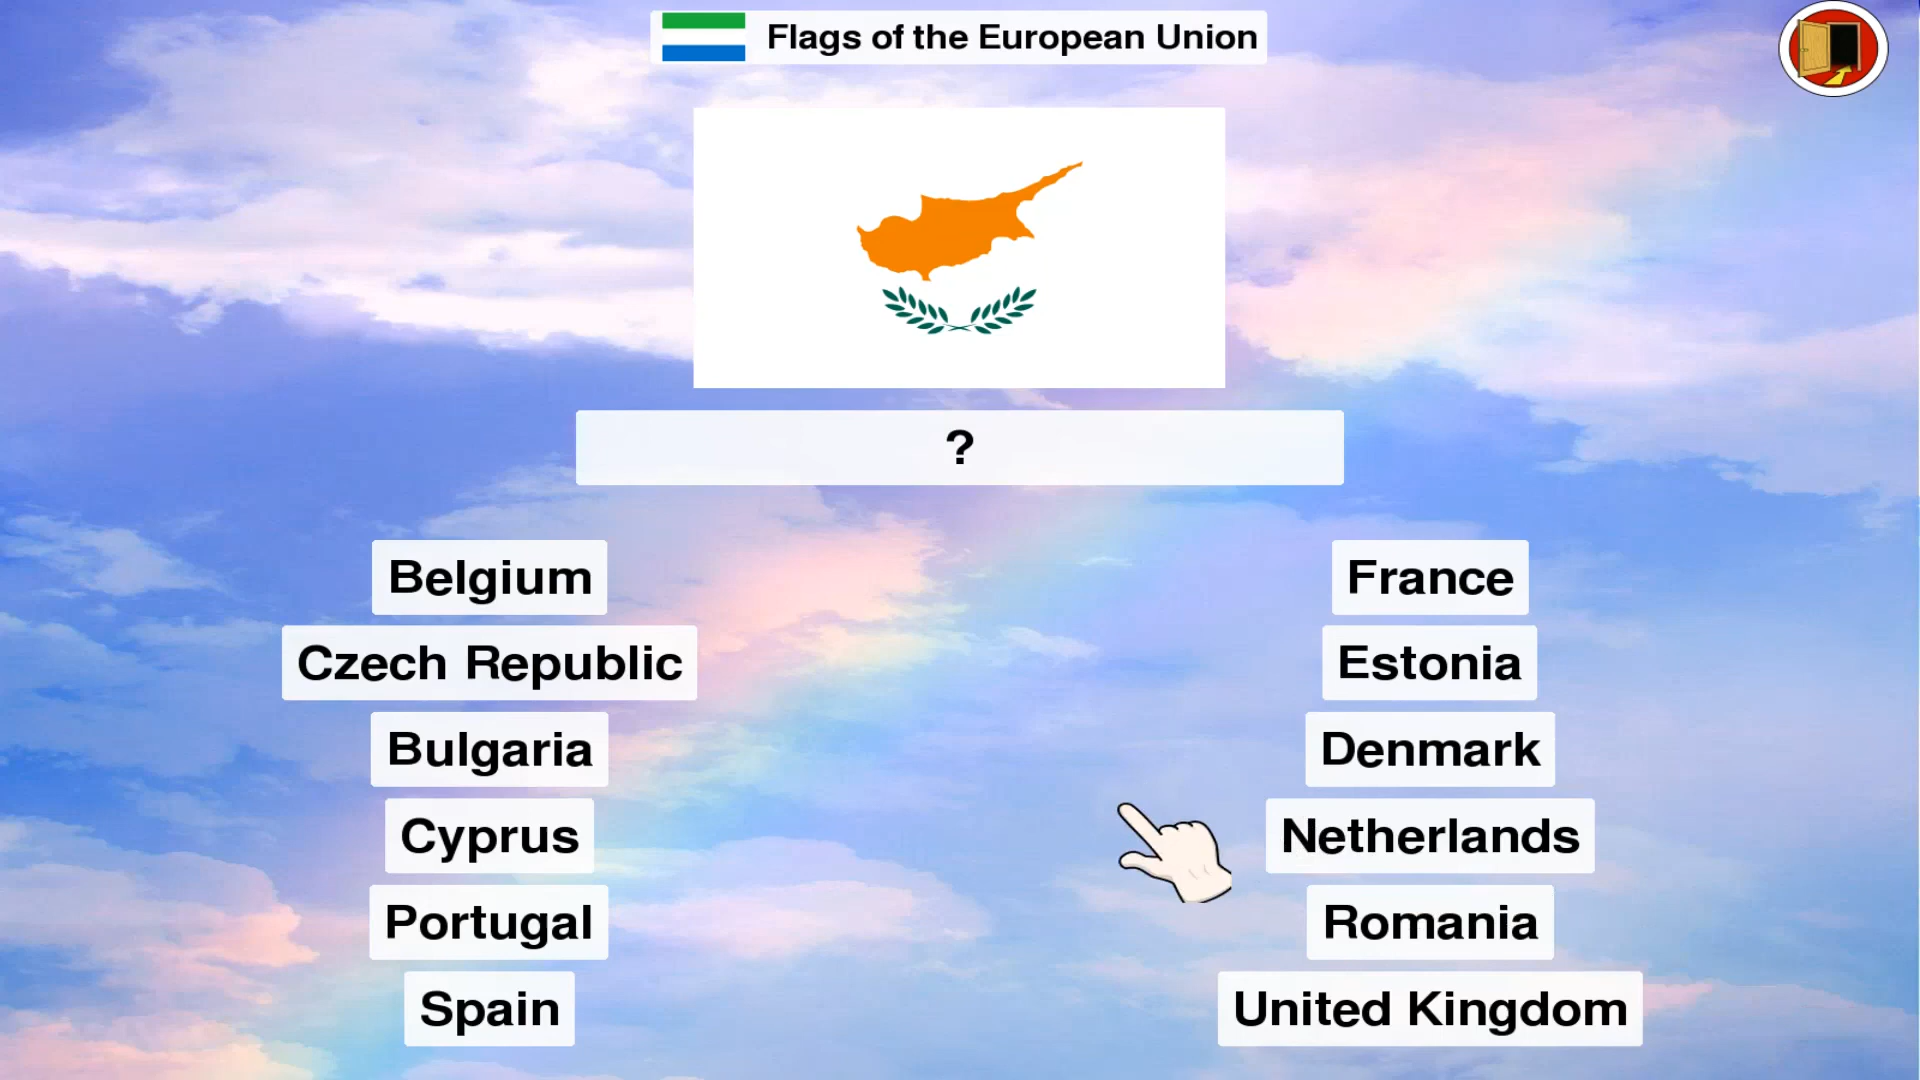 Flags of the European Union
?
Belgium
Czech Republic
Bulgaria
Cyprus
Portugal
Spain
France
Estonia
Denmark
Netherlands
Romania
United Kingdom